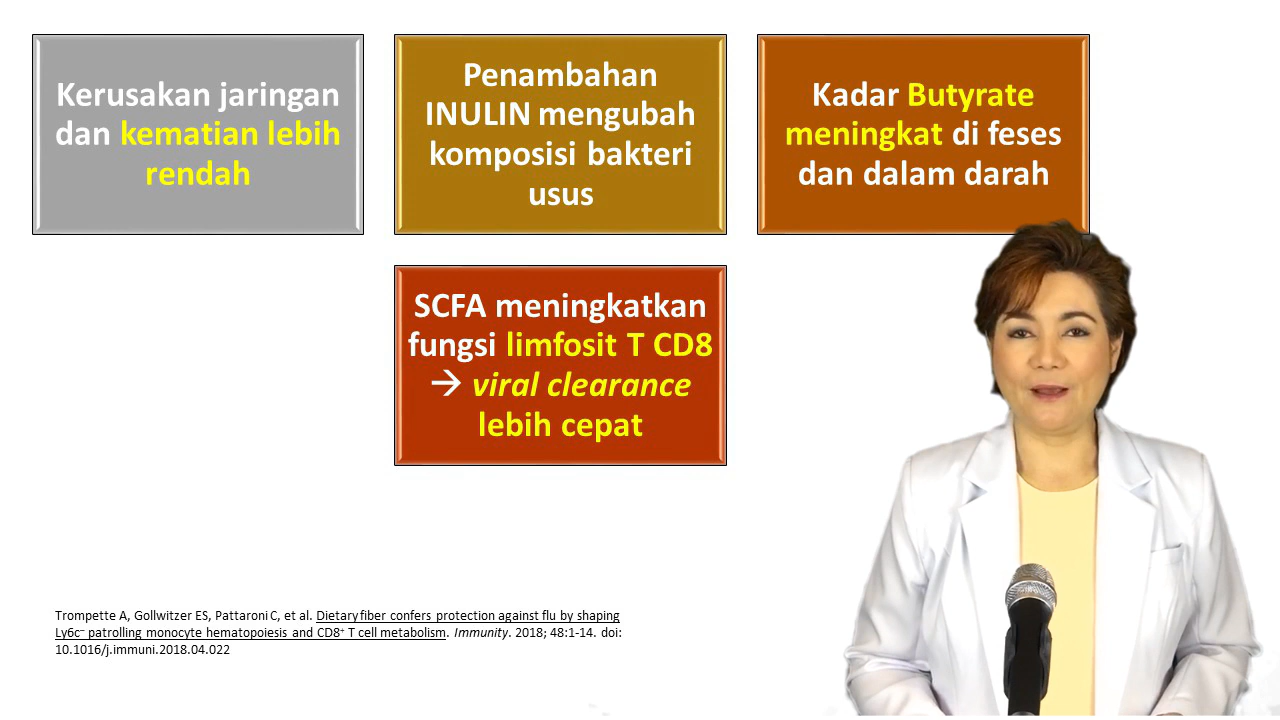 Kerusakan jaringan
dan kematian lebih
rendah
Penambahan
INULIN mengubah
komposisi bakteri
usus
Kadar Butyrate
meningkat di feses
dan dalam darah
SCFA meningkatkan
fungsi limfosit T CD8
→ viral clearance
lebih cepat
Trompette A, Gollwitzer ES, Pattaroni C, et al. Dietary fiber confers protection against flu by shaping
Ly6c⁻ patrolling monocyte hematopoiesis and CD8⁺ T cell metabolism. Immunity. 2018; 48:1-14. doi:
10.1016/j.immuni.2018.04.022